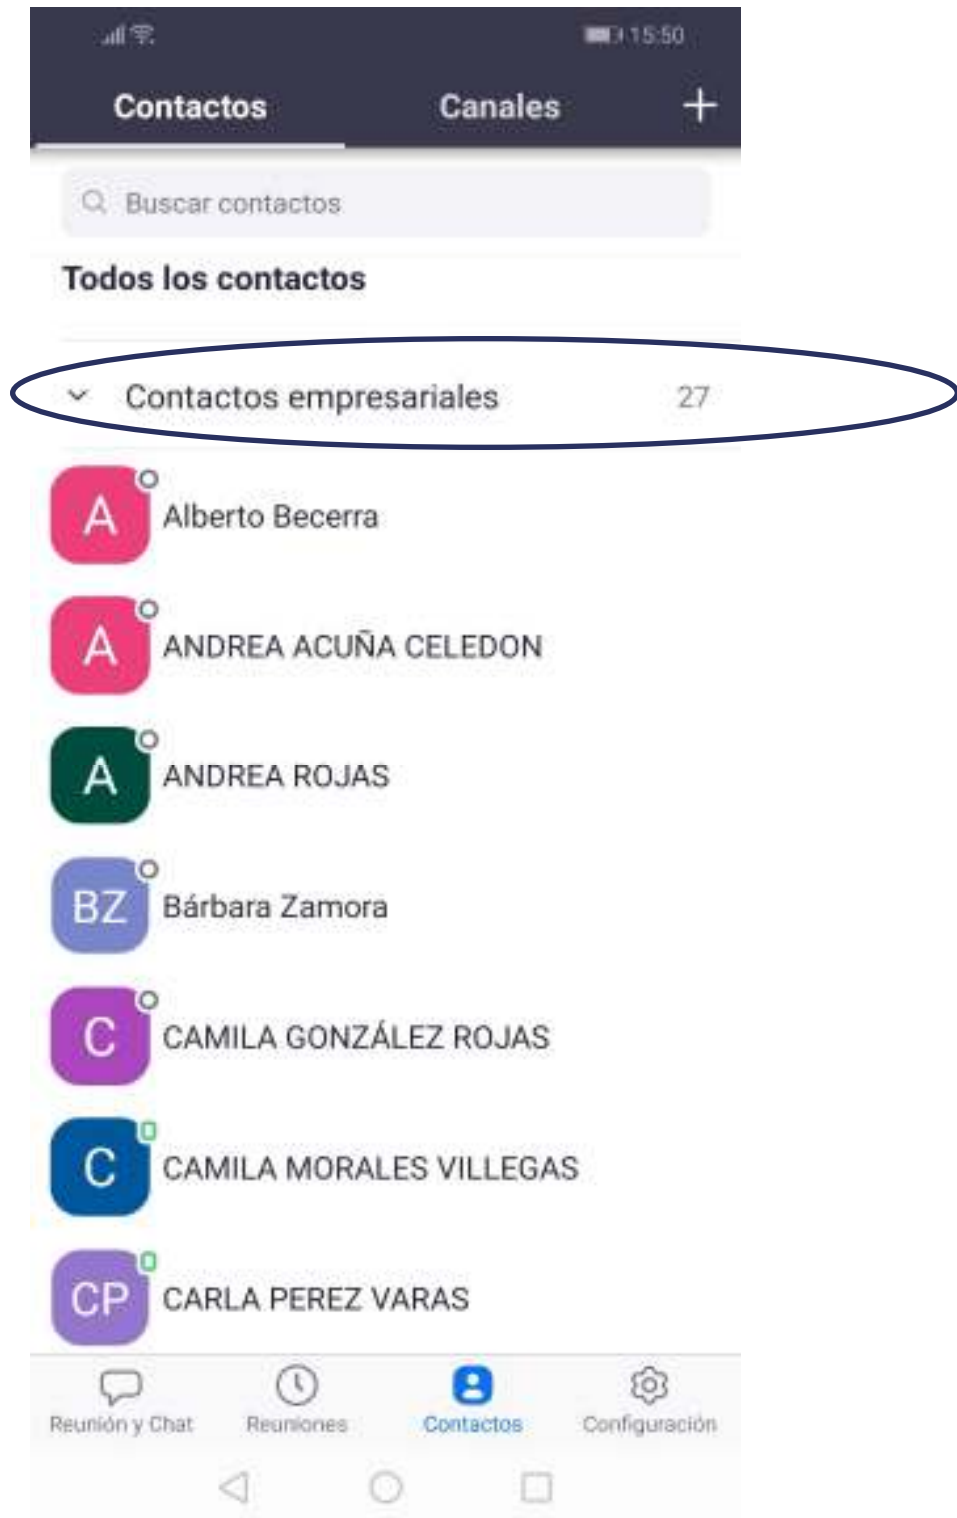 15:50
Contactos Canales +
Buscar contactos
Todos los contactos
Contactos empresariales 27
A Alberto Becerra
A ANDREA ACUÑA CELEDON
A ANDREA ROJAS
BZ Bárbara Zamora
C CAMILA GONZÁLEZ ROJAS
C CAMILA MORALES VILLEGAS
CP CARLA PEREZ VARAS
Reunión y Chat Reuniones Contactos Configuración